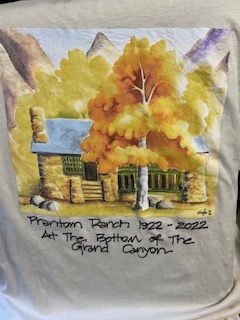 Phantom Ranch 1922 - 2022
At The Bottom of The
Grand Canyon